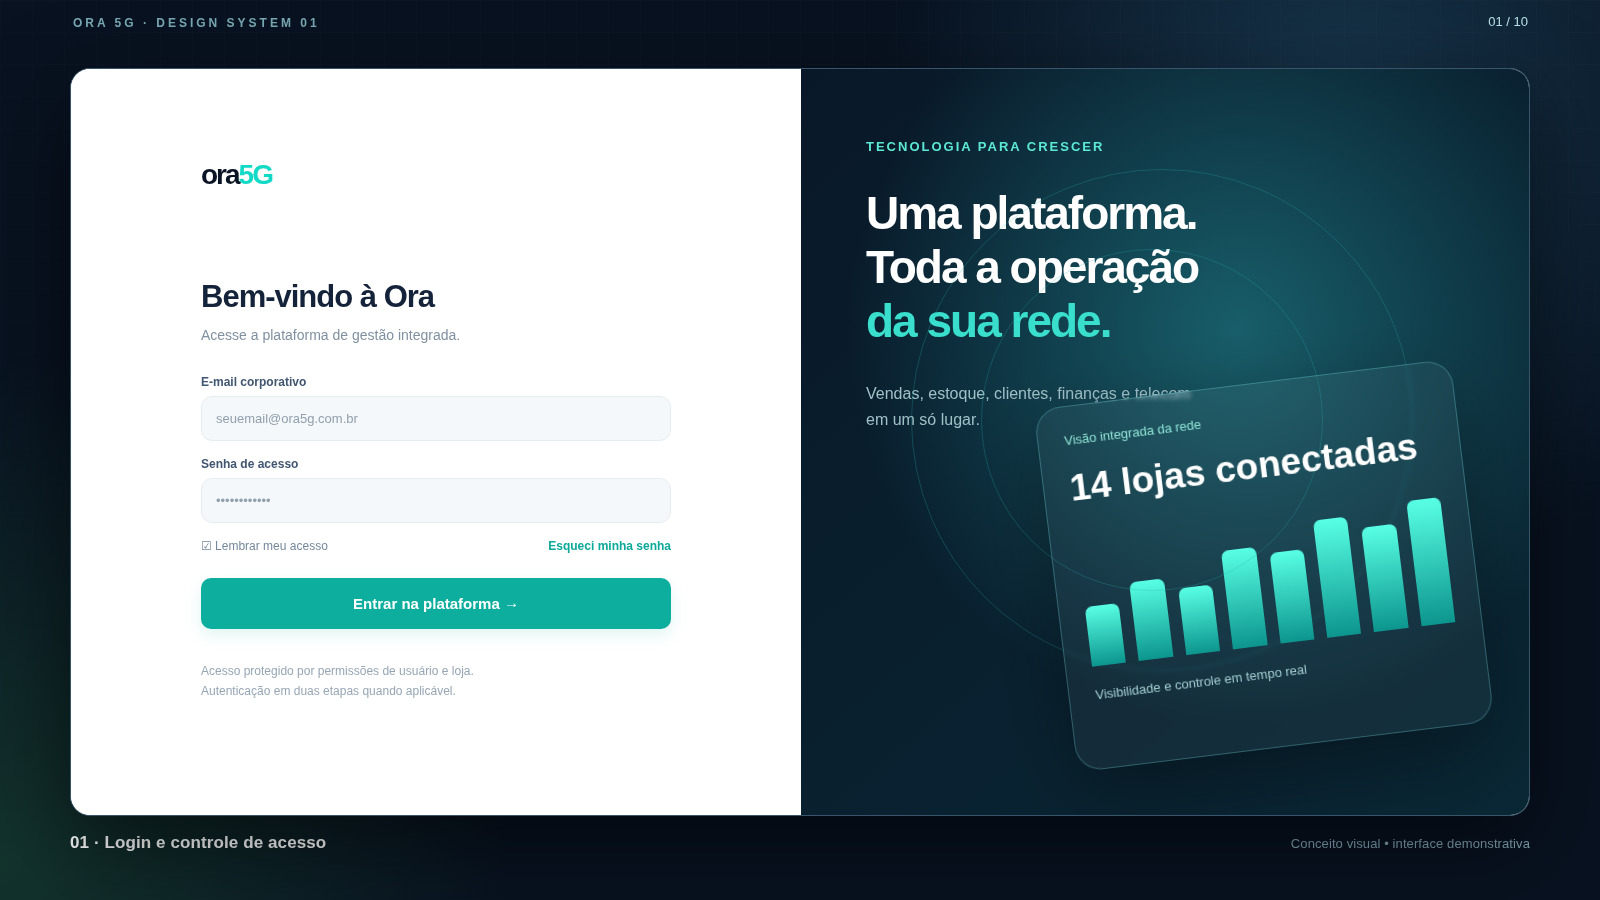 ORA 5G · DESIGN SYSTEM 01
01 / 10
ora5G
Bem-vindo à Ora
Acesse a plataforma de gestão integrada.
E-mail corporativo
seuemail@ora5g.com.br
Senha de acesso
••••••••••••
☑ Lembrar meu acesso
Esqueci minha senha
Entrar na plataforma →
Acesso protegido por permissões de usuário e loja.
Autenticação em duas etapas quando aplicável.
TECNOLOGIA PARA CRESCER
Uma plataforma.
Toda a operação
da sua rede.
Vendas, estoque, clientes, finanças e telecom
em um só lugar.
Visão integrada da rede
14 lojas conectadas
Visibilidade e controle em tempo real
01 · Login e controle de acesso
Conceito visual • interface demonstrativa